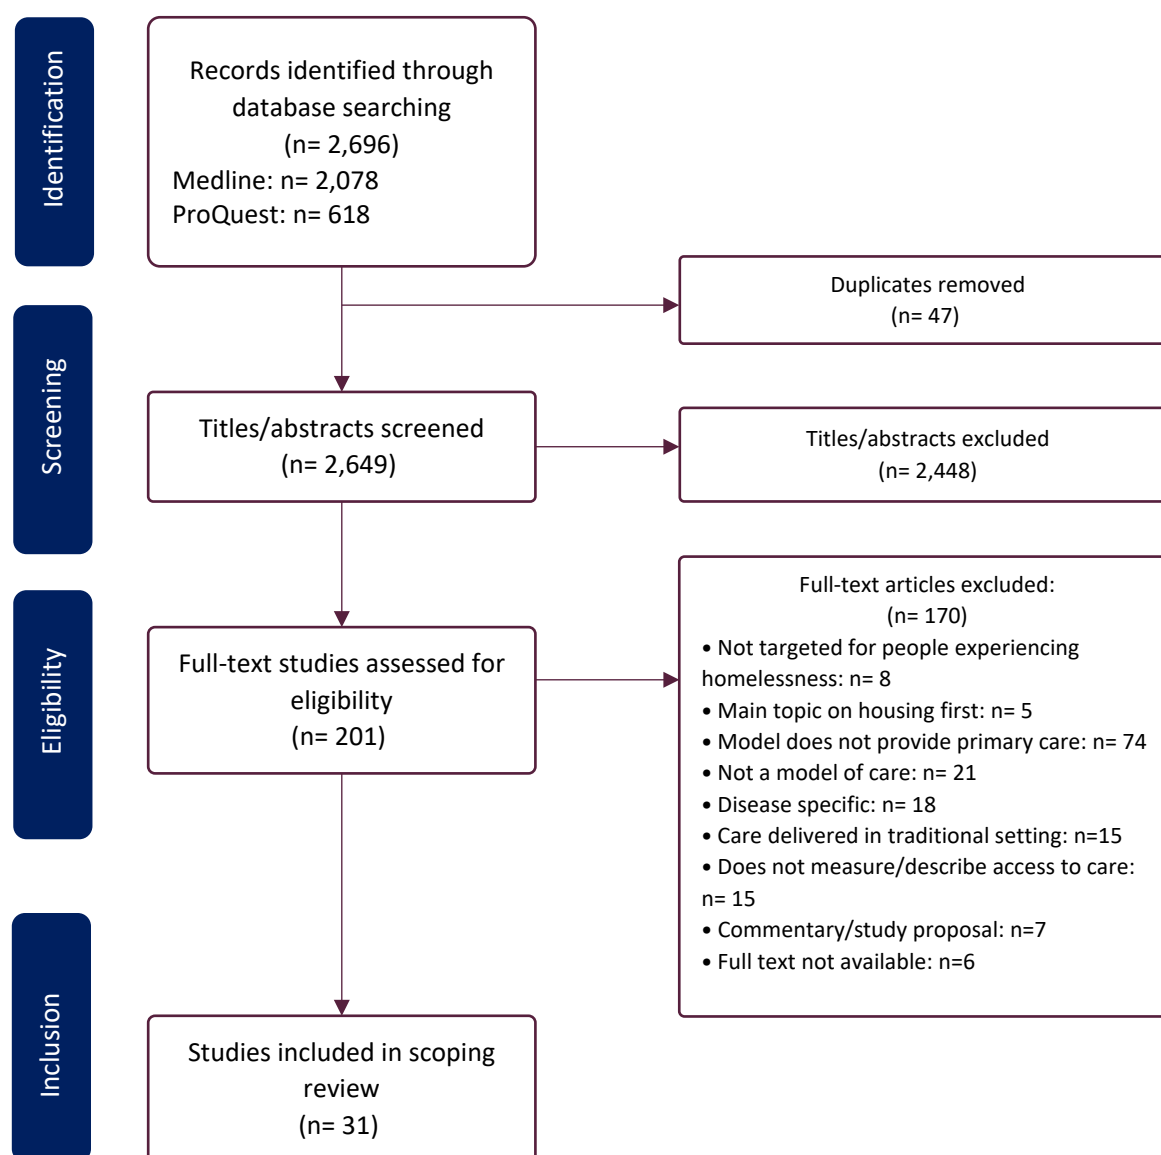 Identification
Records identified through
database searching
(n= 2,696)
Medline: n= 2,078
ProQuest: n= 618
Duplicates removed
(n= 47)
Screening
Titles/abstracts screened
(n= 2,649)
Titles/abstracts excluded
(n= 2,448)
Eligibility
Full-text studies assessed for
eligibility
(n= 201)
Full-text articles excluded:
(n= 170)
• Not targeted for people experiencing
homelessness: n= 8
• Main topic on housing first: n= 5
• Model does not provide primary care: n= 74
• Not a model of care: n= 21
• Disease specific: n= 18
• Care delivered in traditional setting: n=15
• Does not measure/describe access to care:
n= 15
• Commentary/study proposal: n=7
• Full text not available: n=6
Inclusion
Studies included in scoping
review
(n= 31)